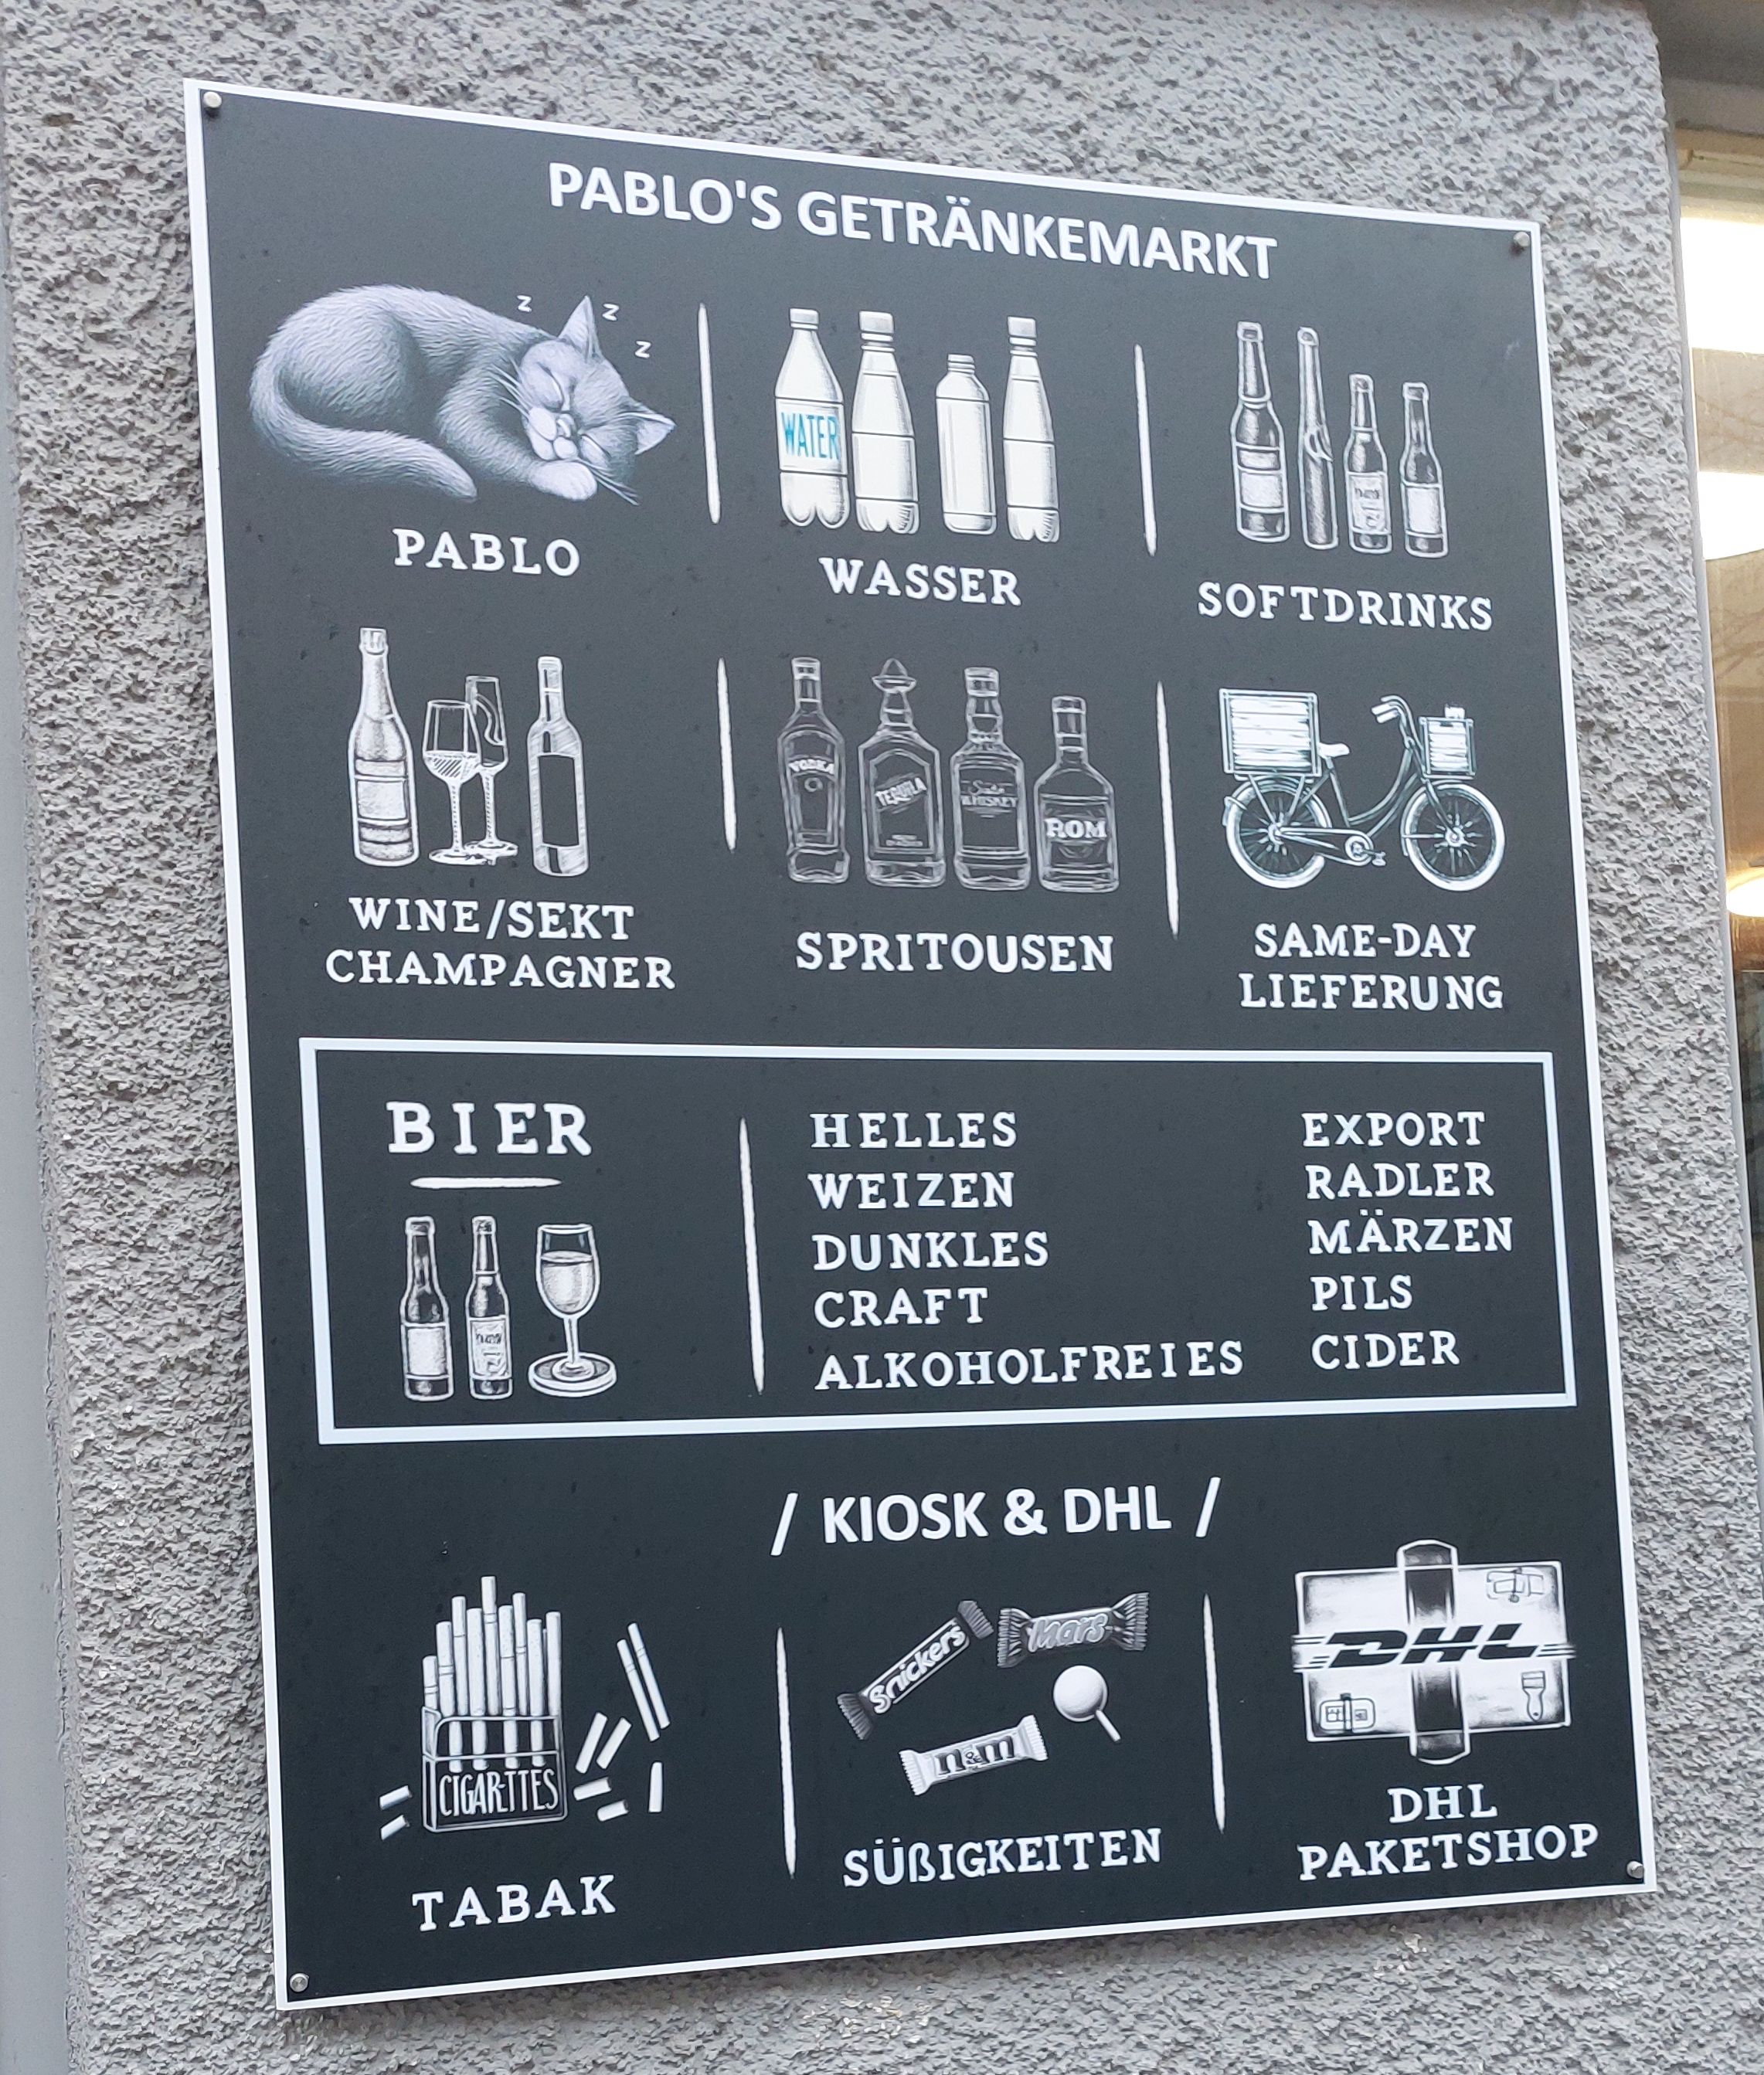 PABLO'S GETRÄNKEMARKT
z z z
PABLO
WATER
WASSER
SOFTDRINKS
WINE/SEKT
CHAMPAGNER
VODKA
TEQUILA
WHISKEY
ROM
SPRITOUSEN
SAME-DAY
LIEFERUNG
BIER
HELLES
WEIZEN
DUNKLES
CRAFT
ALKOHOLFREIES
EXPORT
RADLER
MÄRZEN
PILS
CIDER
/ KIOSK & DHL /
CIGARETTES
TABAK
Snickers
Mars
n&m
SÜßIGKEITEN
DHL
DHL
PAKETSHOP